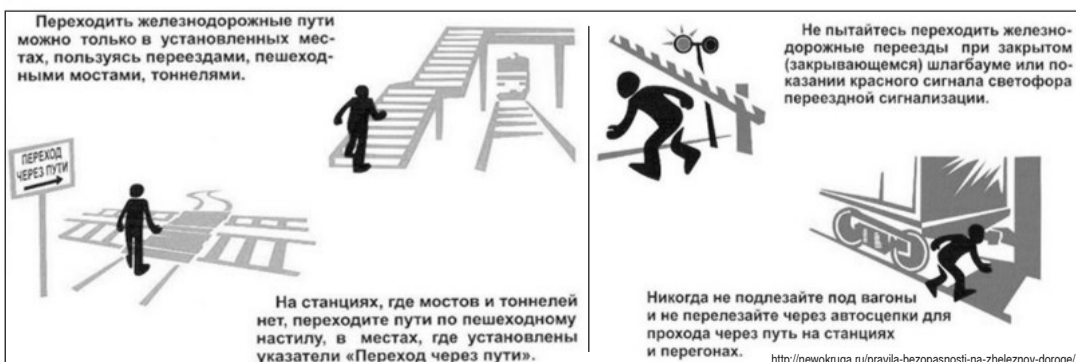 Переходить железнодорожные пути
можно только в установленных мес-
тах, пользуясь переездами, пешеход-
ными мостами, тоннелями.
ПЕРЕХОД
ЧЕРЕЗ ПУТИ
На станциях, где мостов и тоннелей
нет, переходите пути по пешеходному
настилу, в местах, где установлены
указатели «Переход через пути».
Не пытайтесь переходить железно-
дорожные переезды при закрытом
(закрывающемся) шлагбауме или по-
казании красного сигнала светофора
переездной сигнализации.
Никогда не подлезайте под вагоны
и не перелезайте через автосцепки для
прохода через путь на станциях
и перегонах.
http://newokruga.ru/pravila-bezopasnosti-na-zheleznoy-doroge/